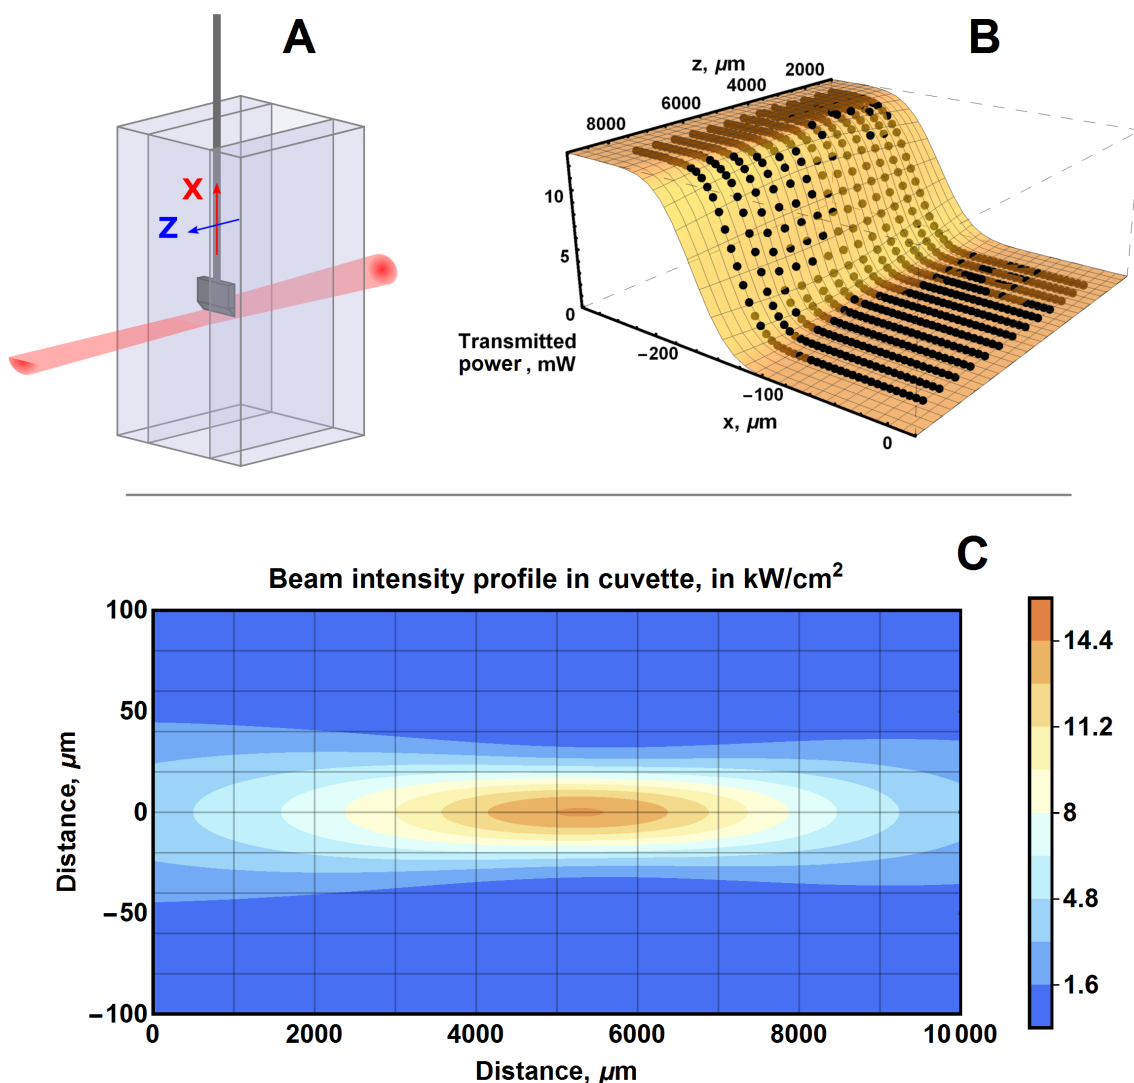 A
X
Z
B
z, μm
2000
4000
6000
8000
10
5
0
Transmitted
power, mW
−200
−100
x, μm
0
C
Beam intensity profile in cuvette, in kW/cm²
100
50
0
−50
−100
Distance, μm
0 2000 4000 6000 8000 10000
Distance, μm
14.4
11.2
8
4.8
1.6